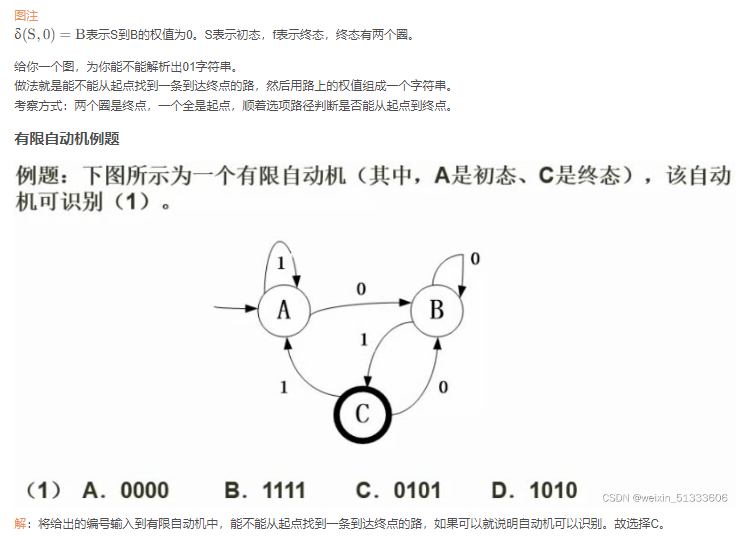 图注
δ(S,0) = B表示S到B的权值为0。S表示初态，f表示终态，终态有两个圈。
给你一个图，为你能不能解析出01字符串。
做法就是能不能从起点找到一条到达终点的路，然后用路上的权值组成一个字符串。
考察方式：两个圈是终点，一个全是起点，顺着选项路径判断是否能从起点到终点。
有限自动机例题
例题：下图所示为一个有限自动机（其中，A是初态、C是终态），该自动
机可识别（1）。
1
0
0
A
B
1
1
0
C
（1） A．0000 B．1111 C．0101 D．1010
CSDN @weixin_51333606
解：将给出的编号输入到有限自动机中，能不能从起点找到一条到达终点的路，如果可以就说明自动机可以识别。故选择C。